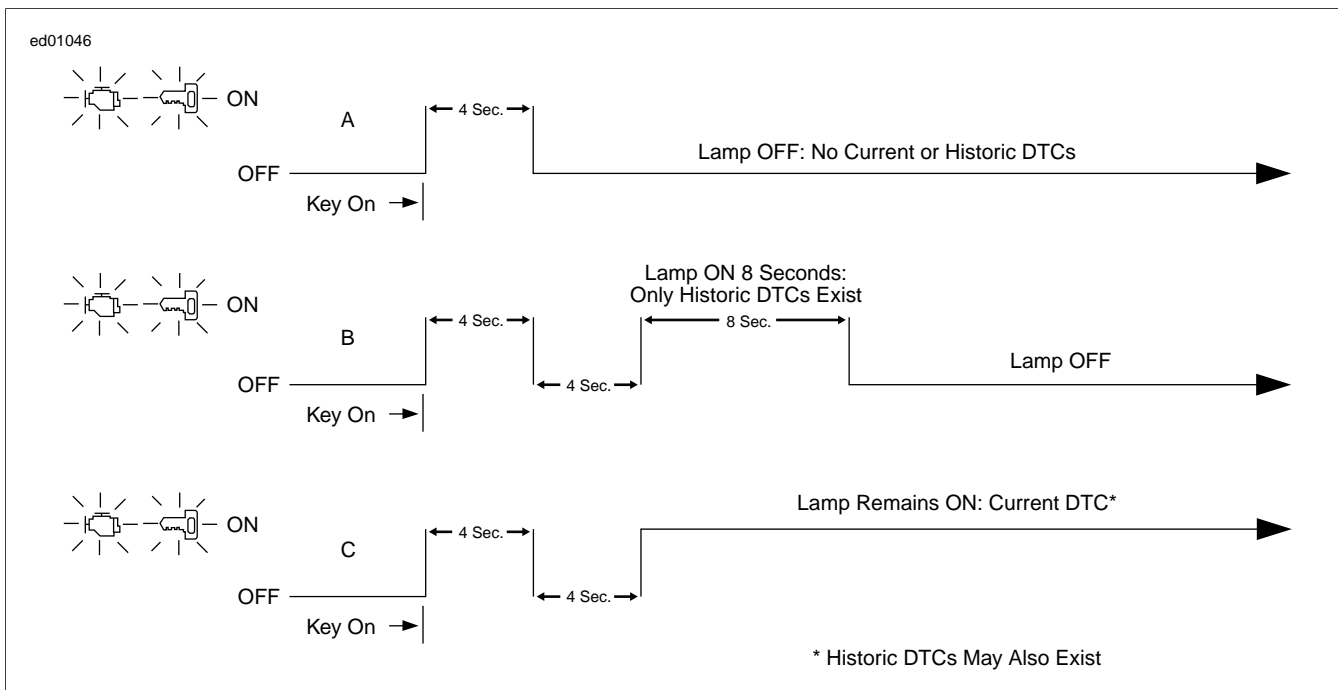 ed01046
ON
A
4 Sec.
Lamp OFF: No Current or Historic DTCs
OFF
Key On
Lamp ON 8 Seconds:
Only Historic DTCs Exist
ON
4 Sec.
8 Sec.
B
Lamp OFF
OFF
4 Sec.
Key On
Lamp Remains ON: Current DTC*
ON
4 Sec.
C
OFF
4 Sec.
Key On
* Historic DTCs May Also Exist